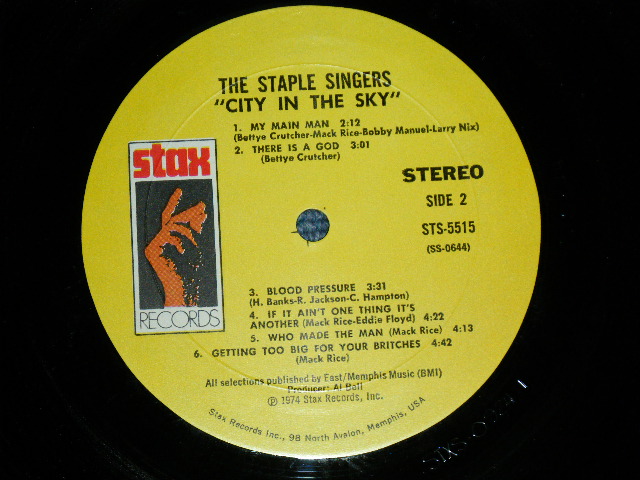 THE STAPLE SINGERS
"CITY IN THE SKY"
1. MY MAIN MAN 2:12
(Bettye Crutcher-Mack Rice-Bobby Manuel-Larry Nix)
2. THERE IS A GOD 3:01
(Bettye Crutcher)
stax
RECORDS
STEREO
SIDE 2
STS-5515
(SS-0644)
3. BLOOD PRESSURE 3:31
(H. Banks-R. Jackson-C. Hampton)
4. IF IT AIN'T ONE THING IT'S
ANOTHER (Mack Rice-Eddie Floyd) 4:22
5. WHO MADE THE MAN (Mack Rice) 4:13
6. GETTING TOO BIG FOR YOUR BRITCHES 4:42
(Mack Rice)
All selections published by East/Memphis Music (BMI)
Producer: Al Bell
℗ 1974 Stax Records, Inc.
Stax Records Inc., 98 North Avalon, Memphis, USA